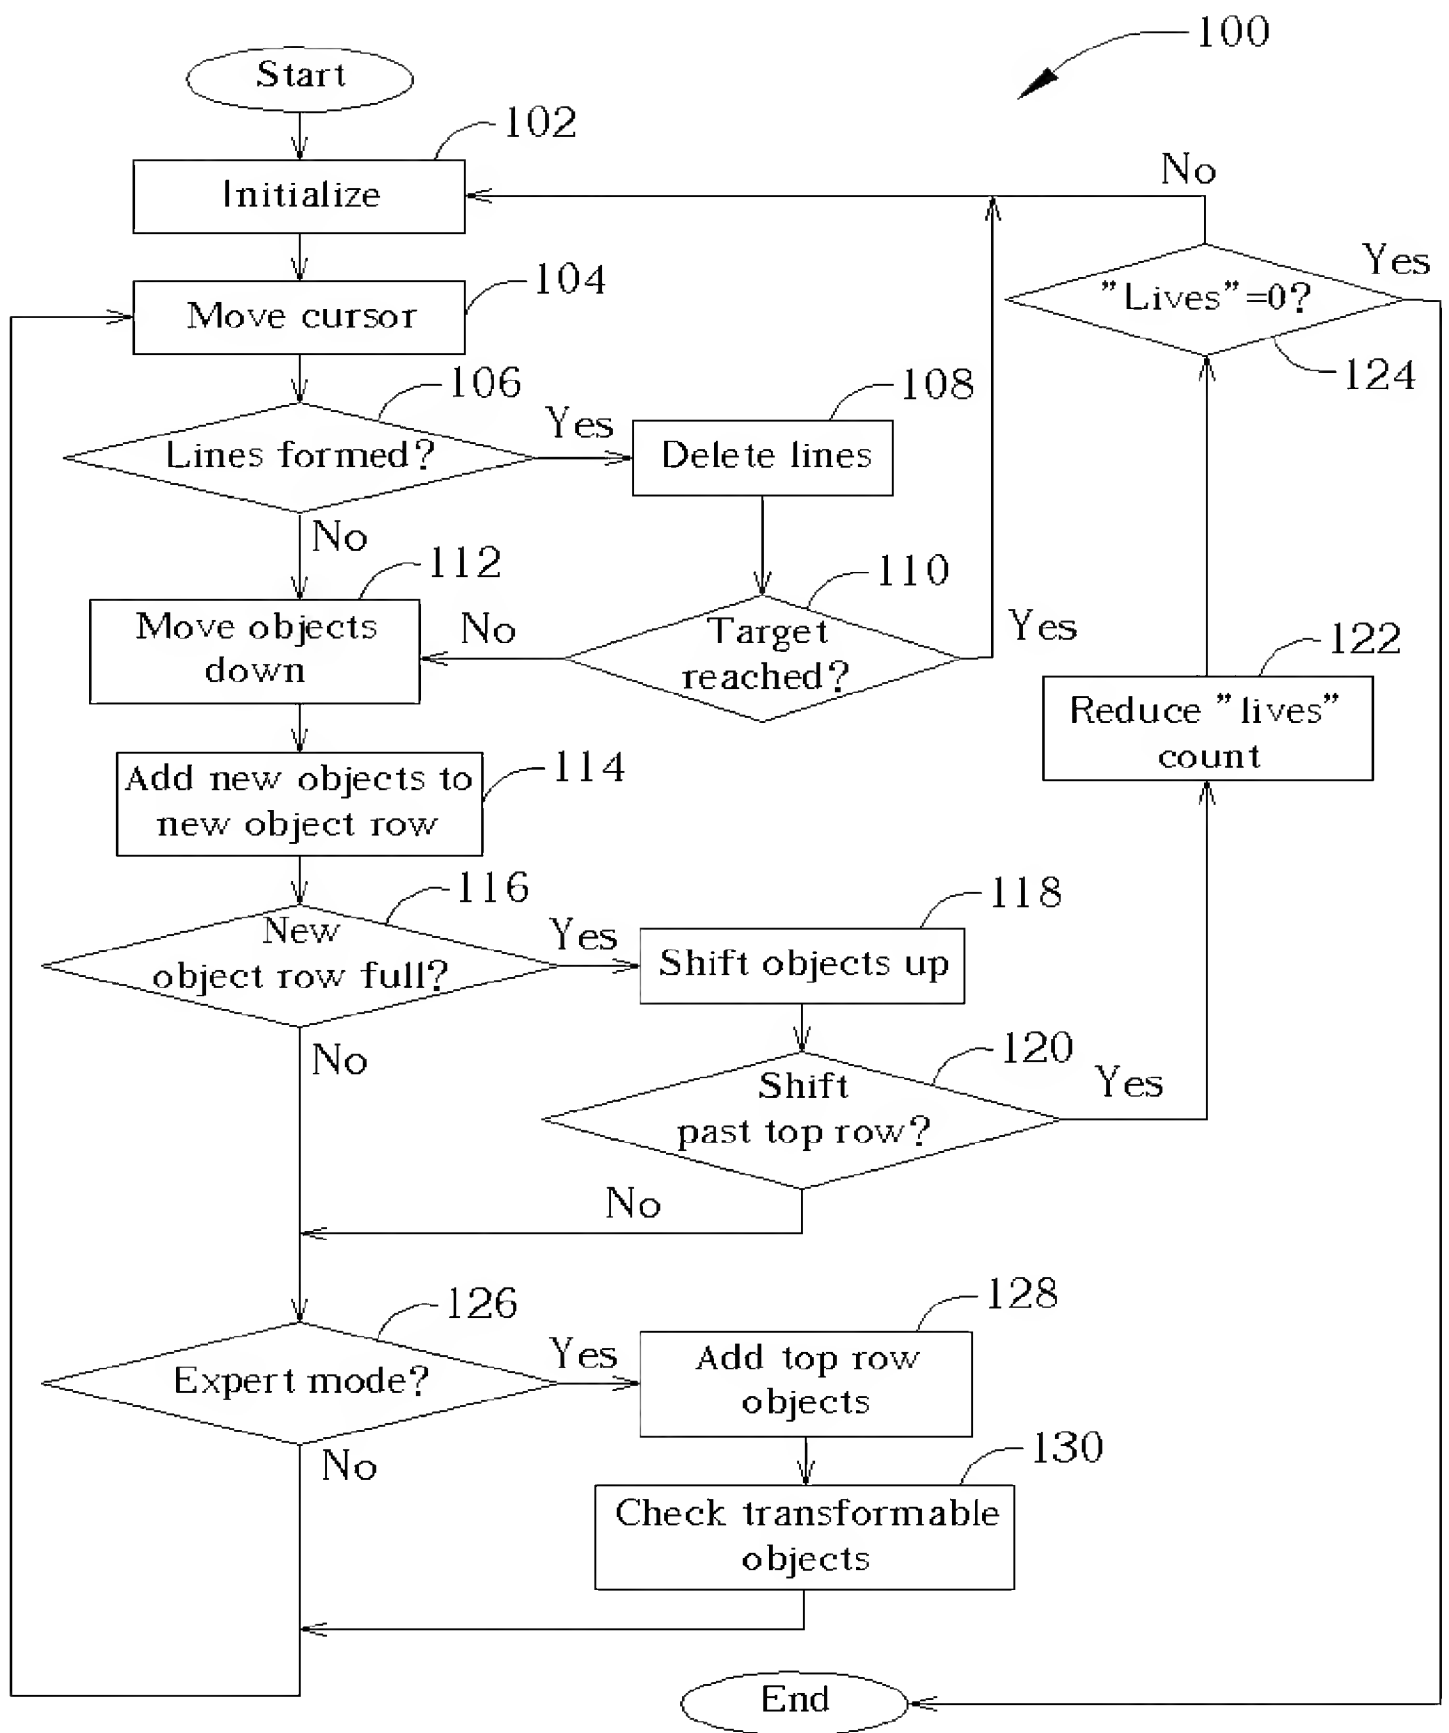 100
Start
102
Initialize
No
104
Move cursor
Yes
"Lives"=0?
124
106
Lines formed?
Yes
108
Delete lines
No
112
Move objects
down
No
110
Target
reached?
Yes
122
Reduce "lives"
count
114
Add new objects to
new object row
116
New
object row full?
Yes
118
Shift objects up
No
120
Shift
past top row?
Yes
No
126
Expert mode?
Yes
128
Add top row
objects
No
130
Check transformable
objects
End